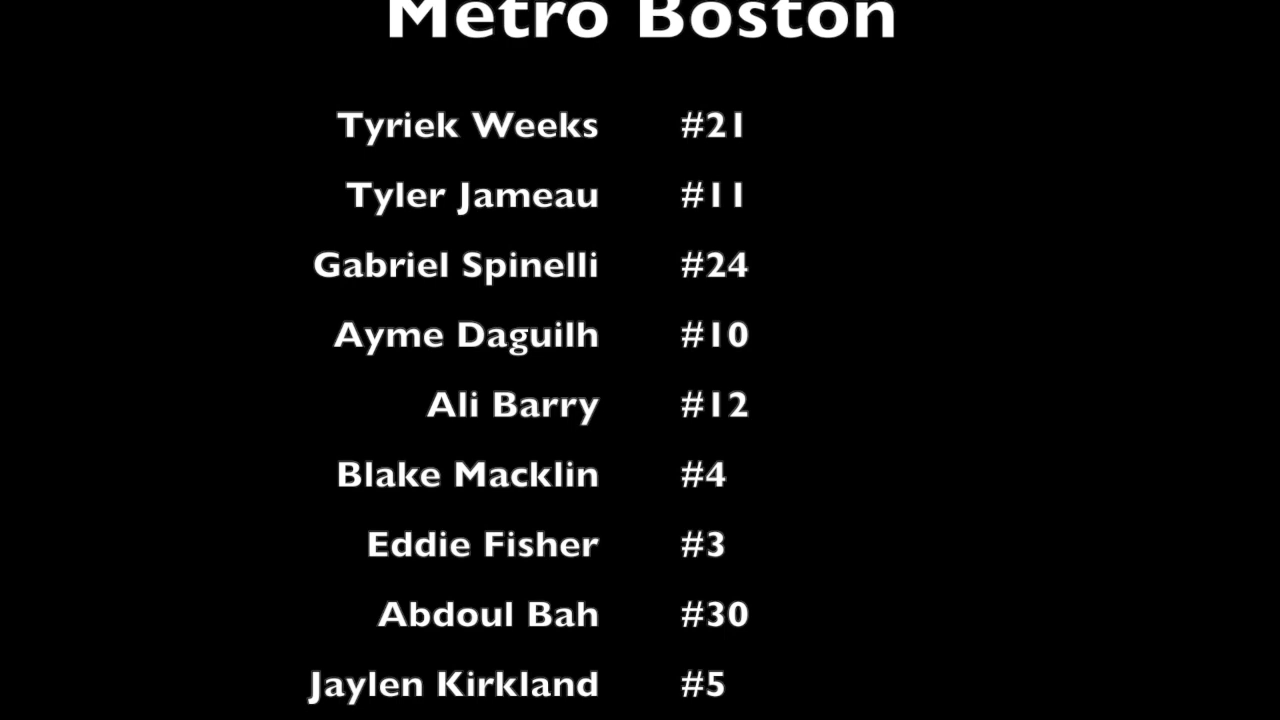 Metro Boston
Tyriek Weeks #21
Tyler Jameau #11
Gabriel Spinelli #24
Ayme Daguilh #10
Ali Barry #12
Blake Macklin #4
Eddie Fisher #3
Abdoul Bah #30
Jaylen Kirkland #5